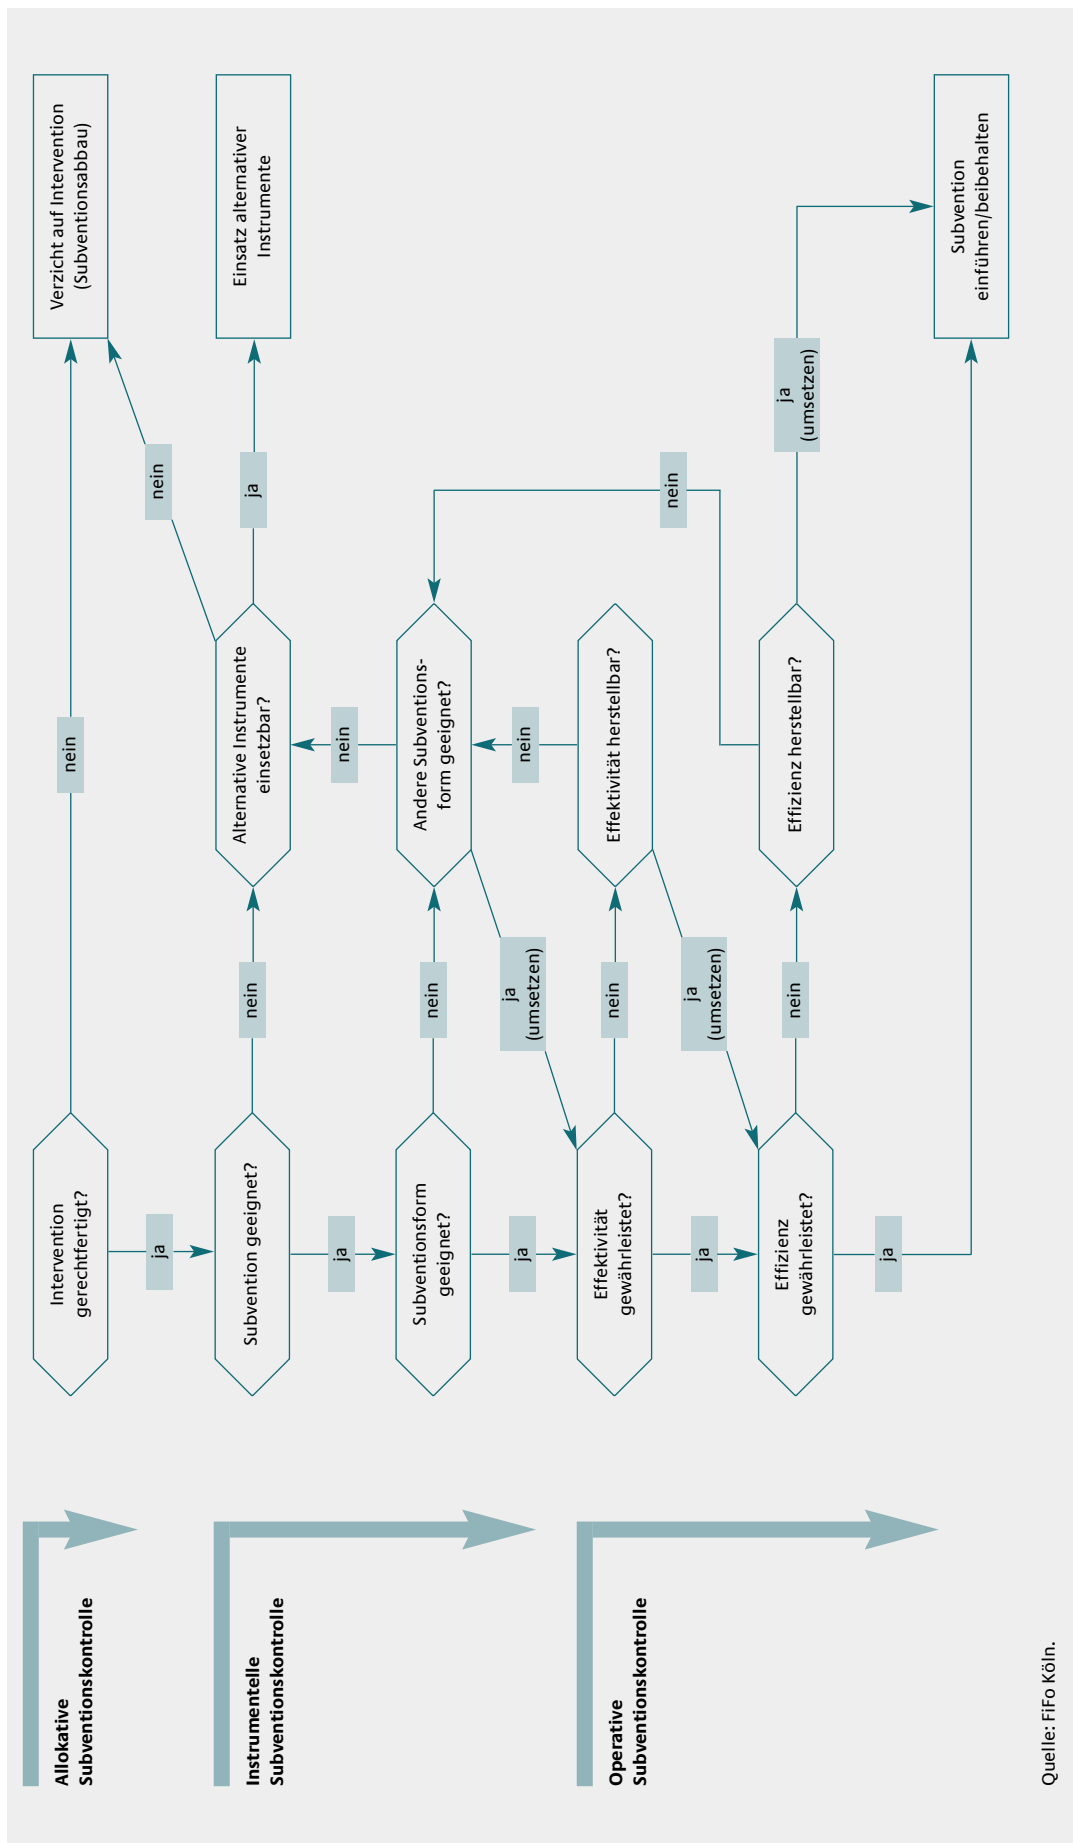 Allokative
Subventionskontrolle
Intervention
gerechtfertigt?
nein
Verzicht auf Intervention
(Subventionsabbau)
ja
nein
Instrumentelle
Subventionskontrolle
Subvention geeignet?
nein
Alternative Instrumente
einsetzbar?
ja
Einsatz alternativer
Instrumente
ja
nein
Subventionsform
geeignet?
nein
Andere Subventions-
form geeignet?
ja
ja
(umsetzen)
nein
Operative
Subventionskontrolle
Effektivität
gewährleistet?
nein
Effektivität herstellbar?
nein
ja
ja
(umsetzen)
Effizienz
gewährleistet?
nein
Effizienz herstellbar?
ja
(umsetzen)
ja
Subvention
einführen/beibehalten
Quelle: FiFo Köln.